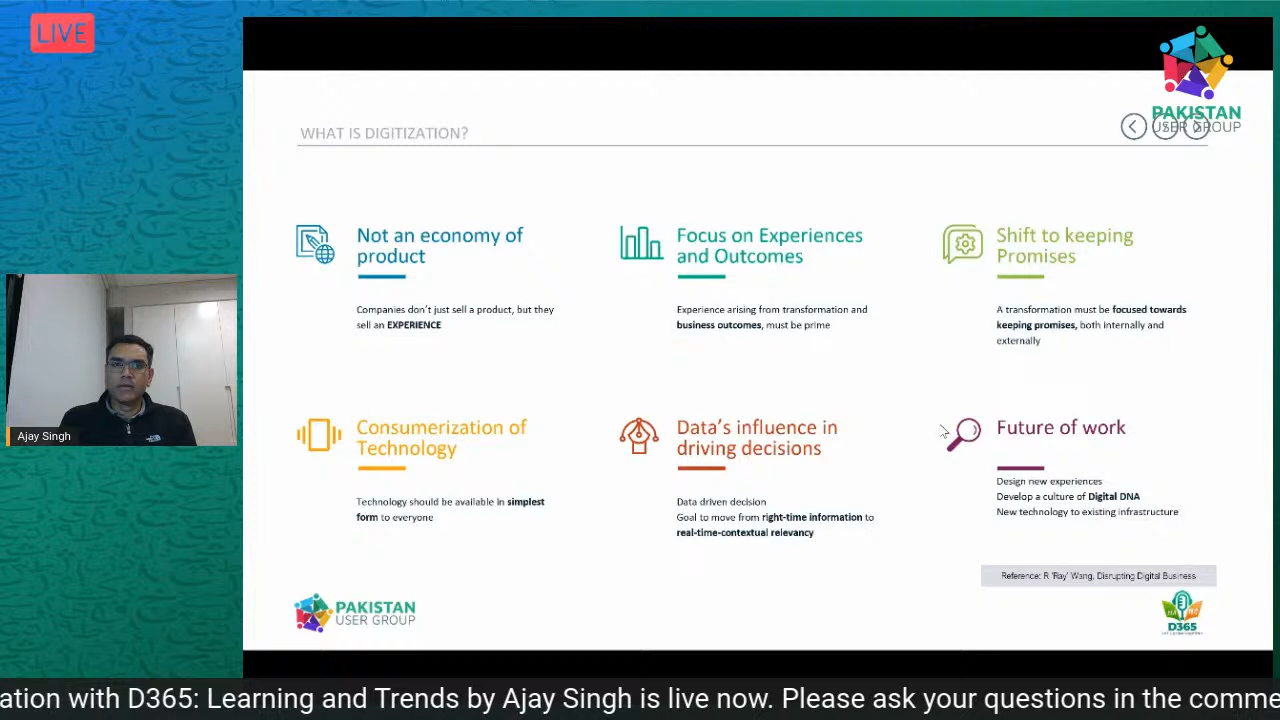 LIVE
PAKISTAN
USER GROUP
WHAT IS DIGITIZATION?
Not an economy of
product
Companies don't just sell a product, but they
sell an EXPERIENCE
Focus on Experiences
and Outcomes
Experience arising from transformation and
business outcomes, must be prime
Shift to keeping
Promises
A transformation must be focused towards
keeping promises, both internally and
externally
Consumerization of
Technology
Technology should be available in simplest
form to everyone
Data's influence in
driving decisions
Data driven decision
Goal to move from right-time information to
real-time-contextual relevancy
Future of work
Design new experiences
Develop a culture of Digital DNA
New technology to existing infrastructure
Reference: R 'Ray' Wang, Disrupting Digital Business
Ajay Singh
PAKISTAN
USER GROUP
D365
ation with D365: Learning and Trends by Ajay Singh is live now. Please ask your questions in the comme